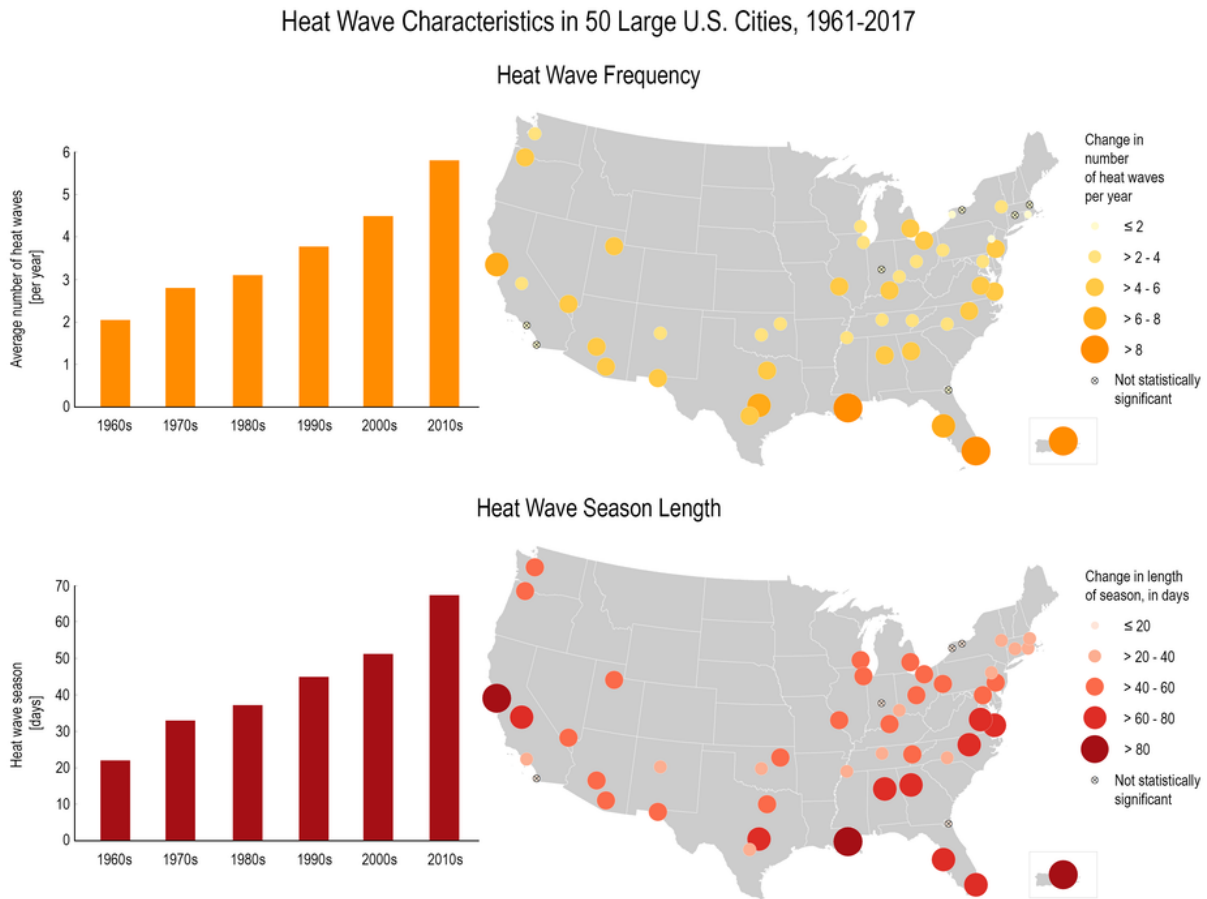 Heat Wave Characteristics in 50 Large U.S. Cities, 1961-2017
Heat Wave Frequency
Average number of heat waves
[per year]
6
5
4
3
2
1
0
1960s 1970s 1980s 1990s 2000s 2010s
Change in
number
of heat waves
per year
≤ 2
> 2 - 4
> 4 - 6
> 6 - 8
> 8
Not statistically
significant
Heat Wave Season Length
Heat wave season
[days]
70
60
50
40
30
20
10
0
1960s 1970s 1980s 1990s 2000s 2010s
Change in length
of season, in days
≤ 20
> 20 - 40
> 40 - 60
> 60 - 80
> 80
Not statistically
significant